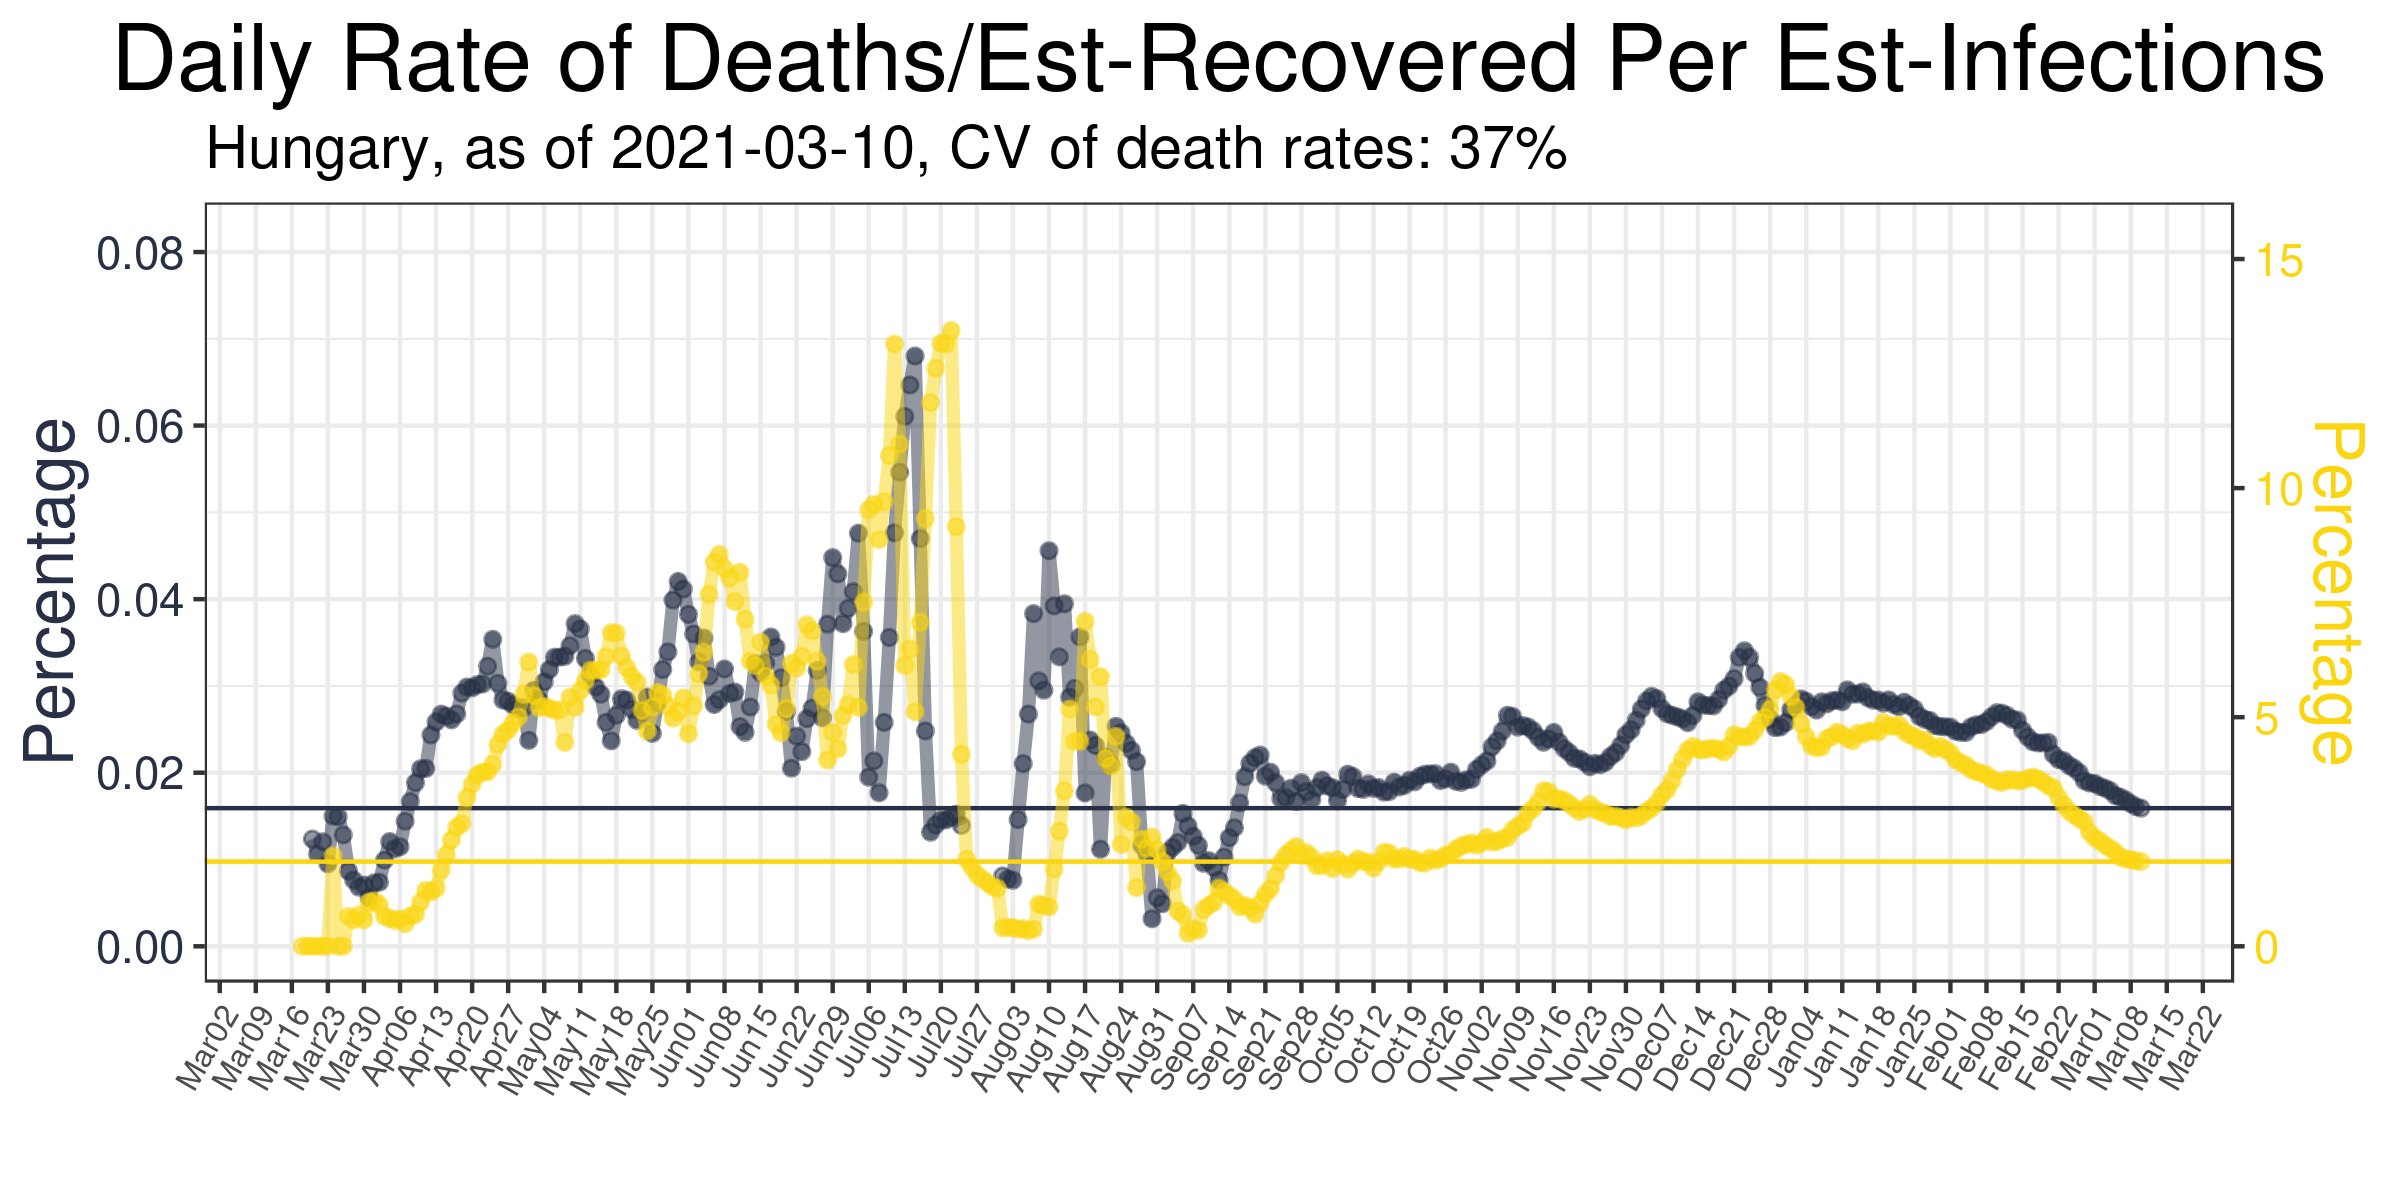 Daily Rate of Deaths/Est-Recovered Per Est-Infections
Hungary, as of 2021-03-10, CV of death rates: 37%
Percentage
0.08
0.06
0.04
0.02
0.00
15
10
5
0
Percentage
Mar02 Mar09 Mar16 Mar23 Mar30 Apr06 Apr13 Apr20 Apr27 May04 May11 May18 May25 Jun01 Jun08 Jun15 Jun22 Jun29 Jul06 Jul13 Jul20 Jul27 Aug03 Aug10 Aug17 Aug24 Aug31 Sep07 Sep14 Sep21 Sep28 Oct05 Oct12 Oct19 Oct26 Nov02 Nov09 Nov16 Nov23 Nov30 Dec07 Dec14 Dec21 Dec28 Jan04 Jan11 Jan18 Jan25 Feb01 Feb08 Feb15 Feb22 Mar01 Mar08 Mar15 Mar22